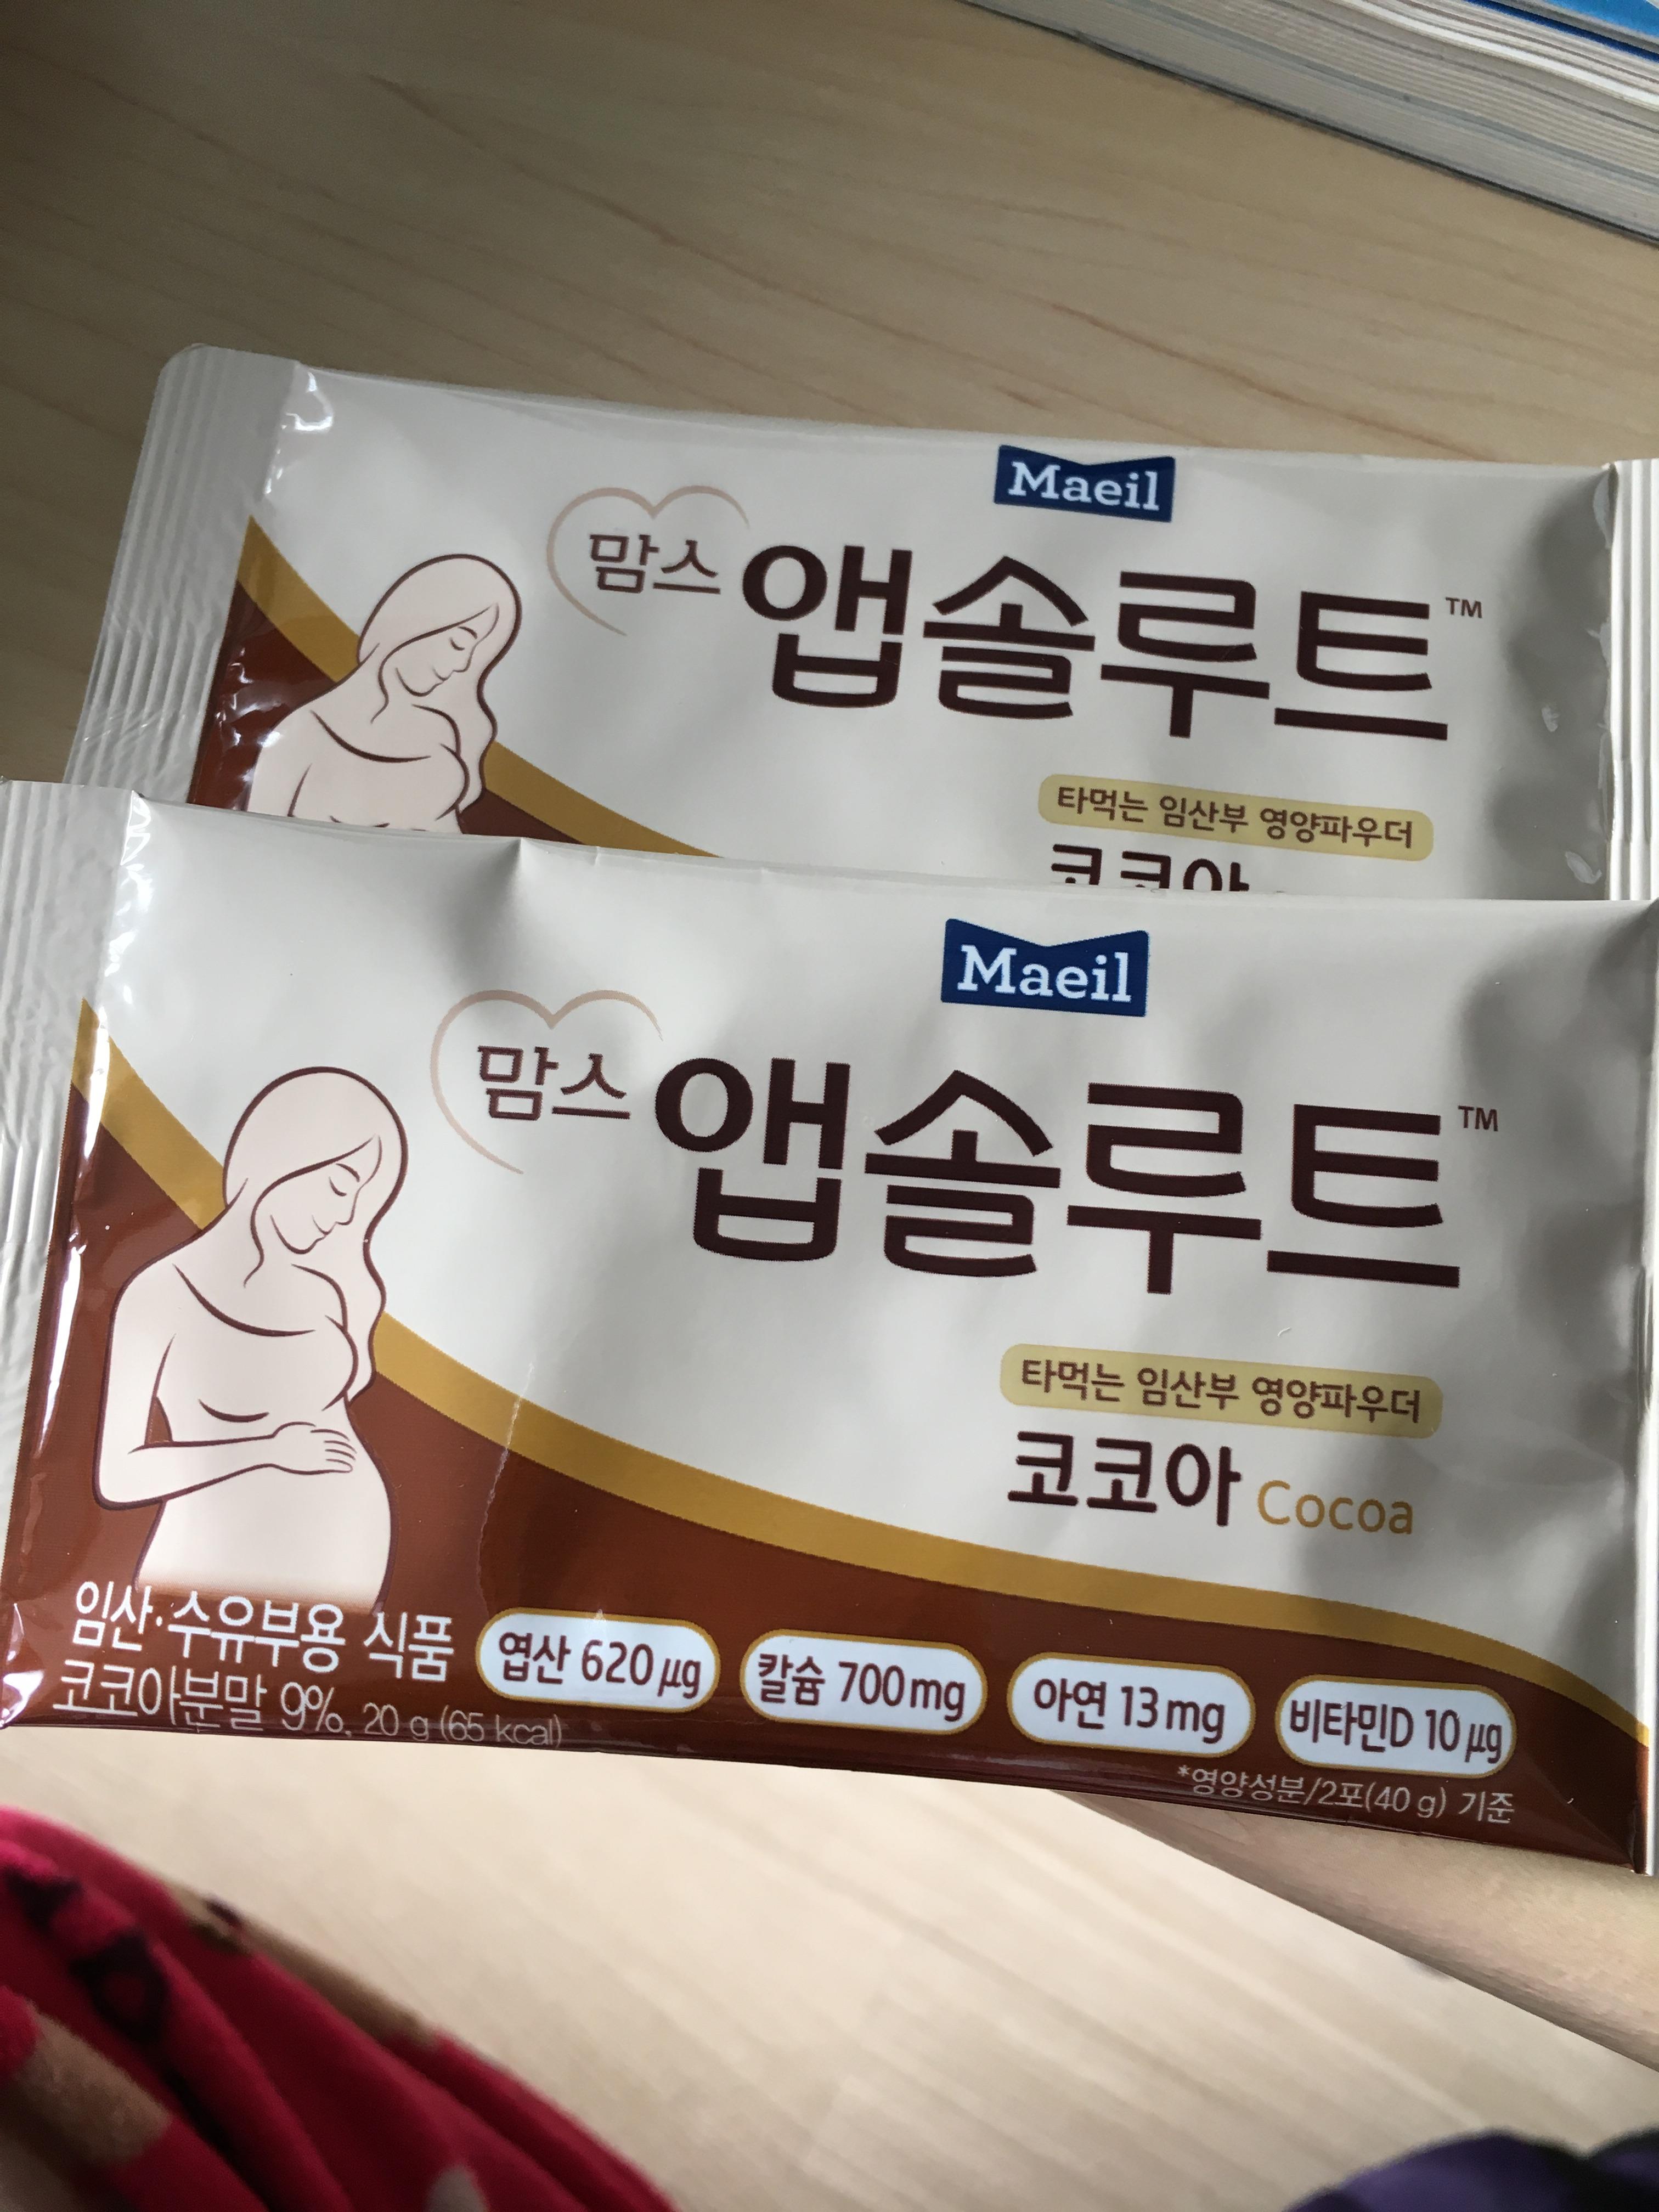 Maeil
맘스 앱솔루트™
타먹는 임산부 영양파우더
코코아
Maeil
맘스 앱솔루트™
타먹는 임산부 영양파우더
코코아 Cocoa
임산·수유부용 식품
코코아분말 9%, 20 g (65 kcal)
엽산 620 μg
칼슘 700 mg
아연 13 mg
비타민D 10 μg
*영양성분/2포(40 g) 기준